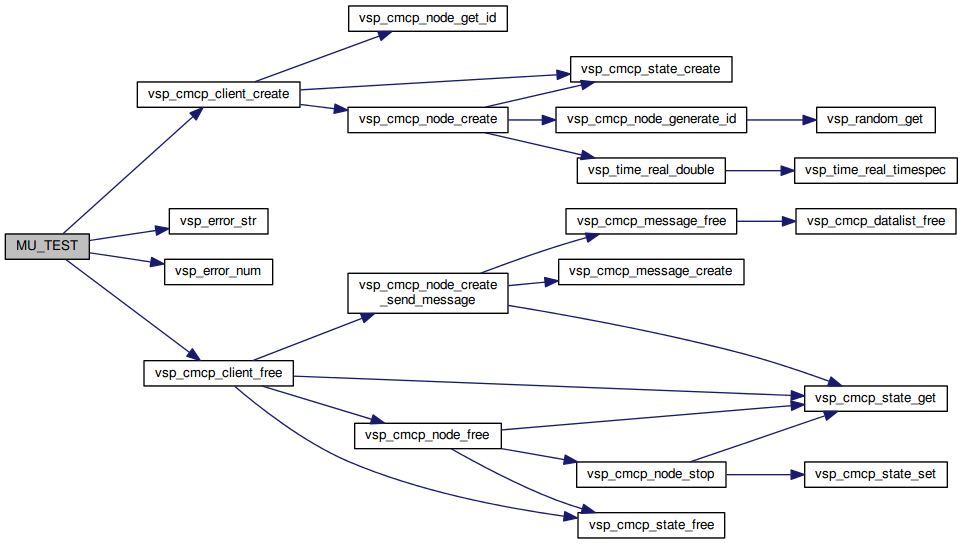 vsp_cmcp_node_get_id
vsp_cmcp_state_create
vsp_cmcp_client_create
vsp_cmcp_node_create
vsp_cmcp_node_generate_id
vsp_random_get
vsp_time_real_double
vsp_time_real_timespec
vsp_error_str
vsp_cmcp_message_free
vsp_cmcp_datalist_free
MU_TEST
vsp_error_num
vsp_cmcp_message_create
vsp_cmcp_node_create
_send_message
vsp_cmcp_client_free
vsp_cmcp_state_get
vsp_cmcp_node_free
vsp_cmcp_node_stop
vsp_cmcp_state_set
vsp_cmcp_state_free